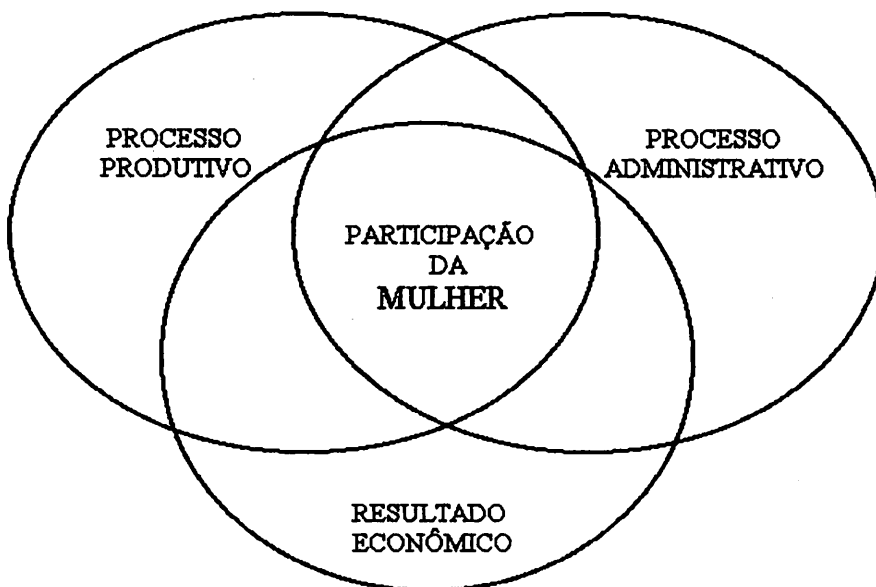 PROCESSO
PRODUTIVO
PROCESSO
ADMINISTRATIVO
PARTICIPAÇÃO
DA
MULHER
RESULTADO
ECONÔMICO